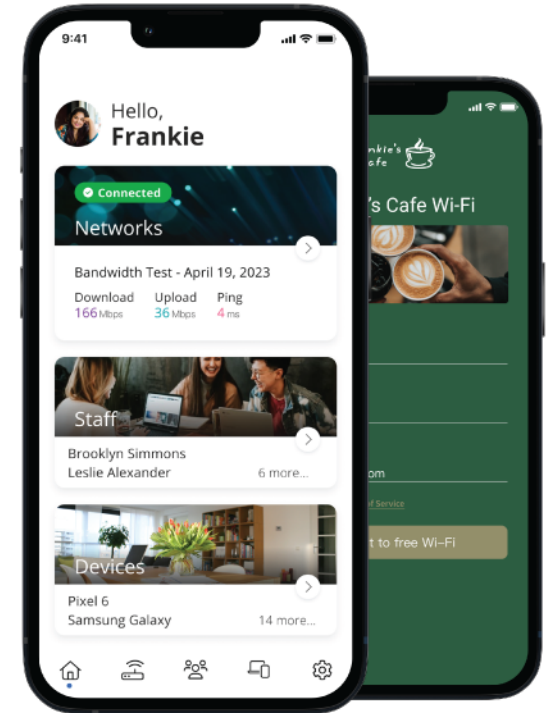 9:41
Hello,
Frankie
Connected
Networks
Bandwidth Test - April 19, 2023
Download Upload Ping
166 Mbps 36 Mbps 4 ms
Staff
Brooklyn Simmons
Leslie Alexander 6 more...
Devices
Pixel 6
Samsung Galaxy 14 more...
's Cafe Wi-Fi
of Service
to free Wi-Fi